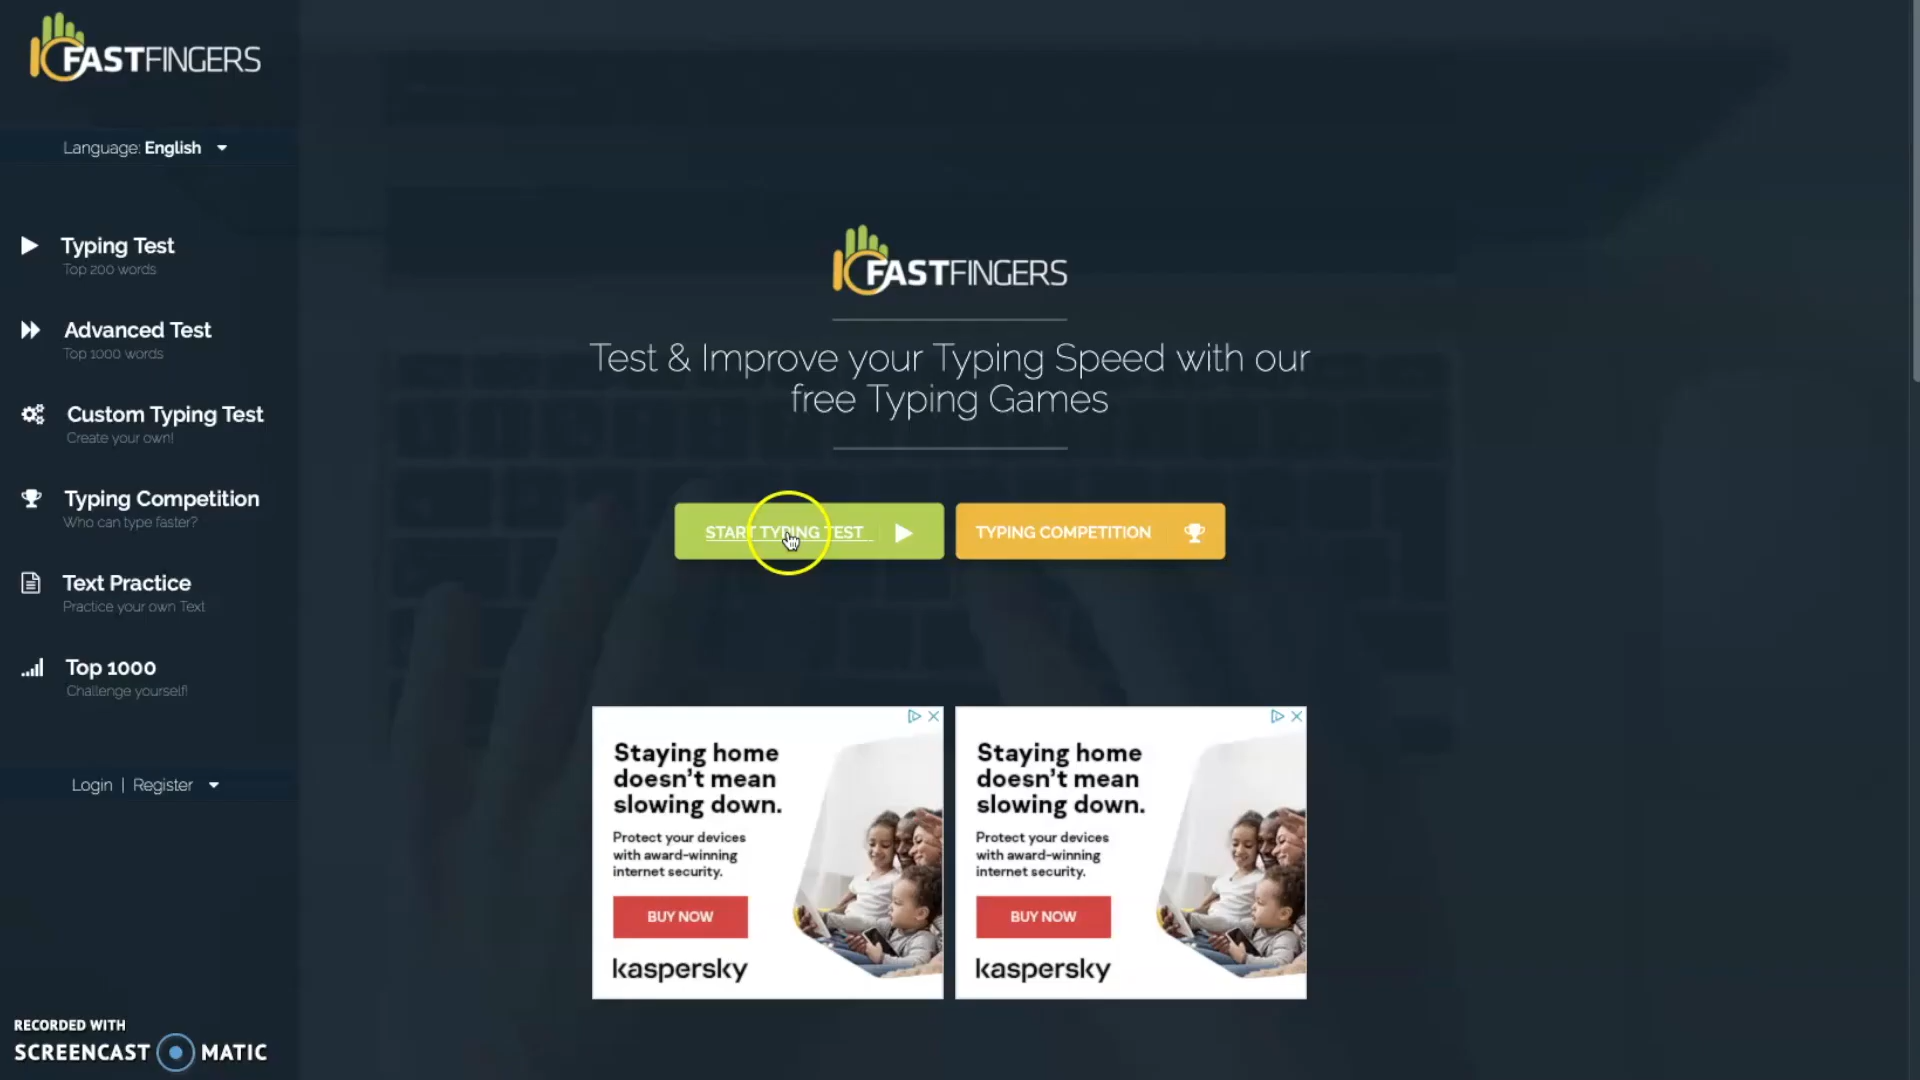 10FASTFINGERS
Language: English
Typing Test
Top 200 words
Advanced Test
Top 1000 words
Custom Typing Test
Create your own!
Typing Competition
Who can type faster?
Text Practice
Practice your own Text
Top 1000
Challenge yourself!
Login | Register
RECORDED WITH
SCREENCAST MATIC
10FASTFINGERS
Test & Improve your Typing Speed with our
free Typing Games
START TYPING TEST
TYPING COMPETITION
Staying home
doesn't mean
slowing down.
Protect your devices
with award-winning
internet security.
BUY NOW
kaspersky
Staying home
doesn't mean
slowing down.
Protect your devices
with award-winning
internet security.
BUY NOW
kaspersky